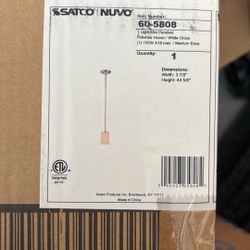 SATCO NUVO
Item Number:
60-5808
1 Light Mini Pendant
Polished Nickel / White Glass
(1) 100W A19 max. / Medium Base
Quantity:
1
Dimensions:
Width: 3 7/8"
Height: 44 5/8"
ETL
Intertek
Satco Products Inc. Brentwood, NY 11717
Made in China